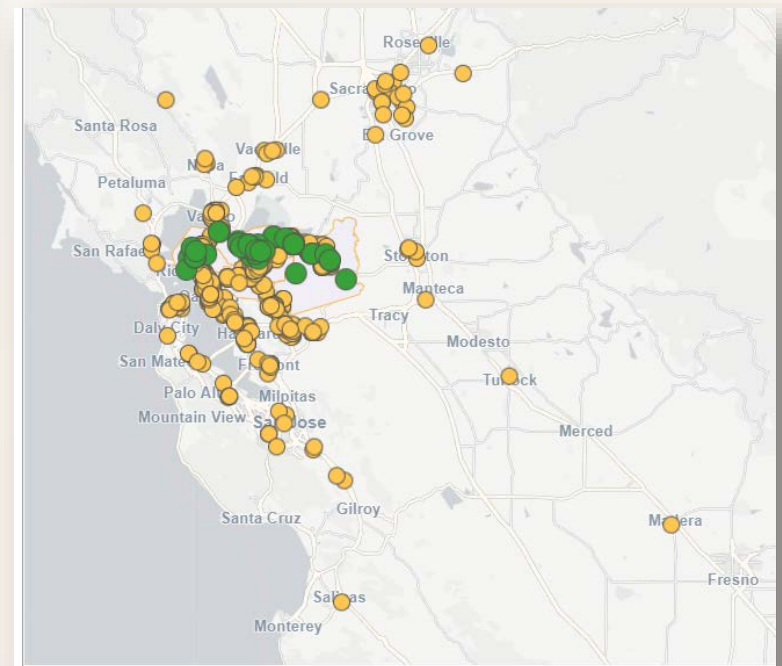 Roseville
Sacramento
Santa Rosa
Elk Grove
Vacaville
Napa
Fairfield
Petaluma
Vallejo
San Rafael
Stockton
Manteca
Daly City
Tracy
Hayward
Modesto
San Mateo
Fremont
Turlock
Palo Alto
Milpitas
Mountain View
San Jose
Merced
Gilroy
Santa Cruz
Madera
Fresno
Salinas
Monterey